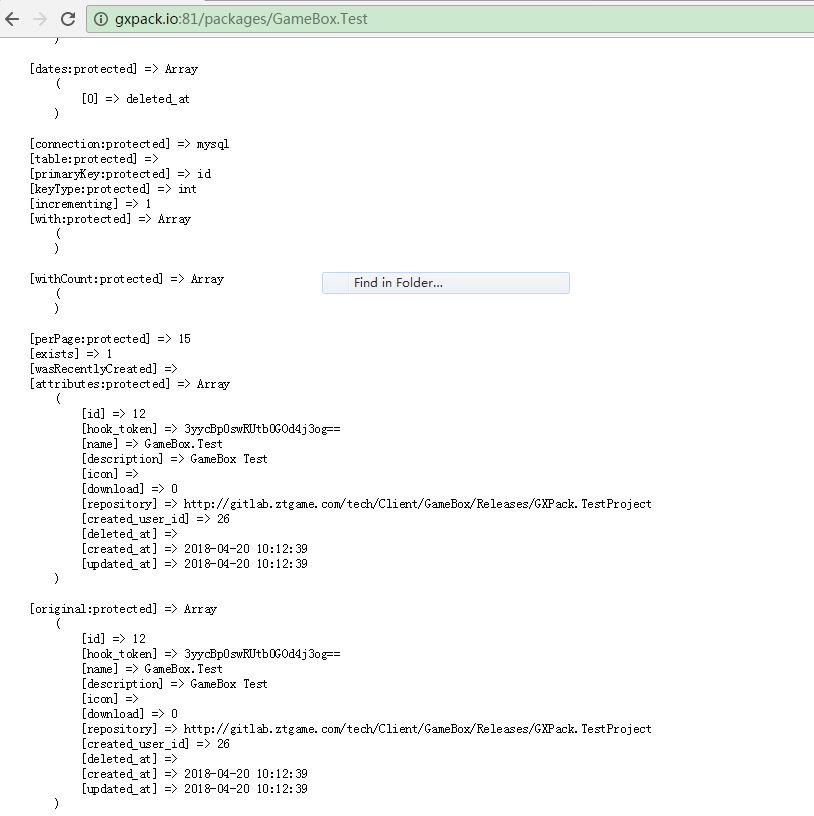 gxpack.io:81/packages/GameBox.Test
)
[dates:protected] => Array
(
[0] => deleted_at
)
[connection:protected] => mysql
[table:protected] =>
[primaryKey:protected] => id
[keyType:protected] => int
[incrementing] => 1
[with:protected] => Array
(
)
[withCount:protected] => Array
Find in Folder...
(
)
[perPage:protected] => 15
[exists] => 1
[wasRecentlyCreated] =>
[attributes:protected] => Array
(
[id] => 12
[hook_token] => 3yycBpOswRUtbOGOd4j3og==
[name] => GameBox.Test
[description] => GameBox Test
[icon] =>
[download] => 0
[repository] => http://gitlab.ztgame.com/tech/Client/GameBox/Releases/GXPack.TestProject
[created_user_id] => 26
[deleted_at] =>
[created_at] => 2018-04-20 10:12:39
[updated_at] => 2018-04-20 10:12:39
)
[original:protected] => Array
(
[id] => 12
[hook_token] => 3yycBpOswRUtbOGOd4j3og==
[name] => GameBox.Test
[description] => GameBox Test
[icon] =>
[download] => 0
[repository] => http://gitlab.ztgame.com/tech/Client/GameBox/Releases/GXPack.TestProject
[created_user_id] => 26
[deleted_at] =>
[created_at] => 2018-04-20 10:12:39
[updated_at] => 2018-04-20 10:12:39
)